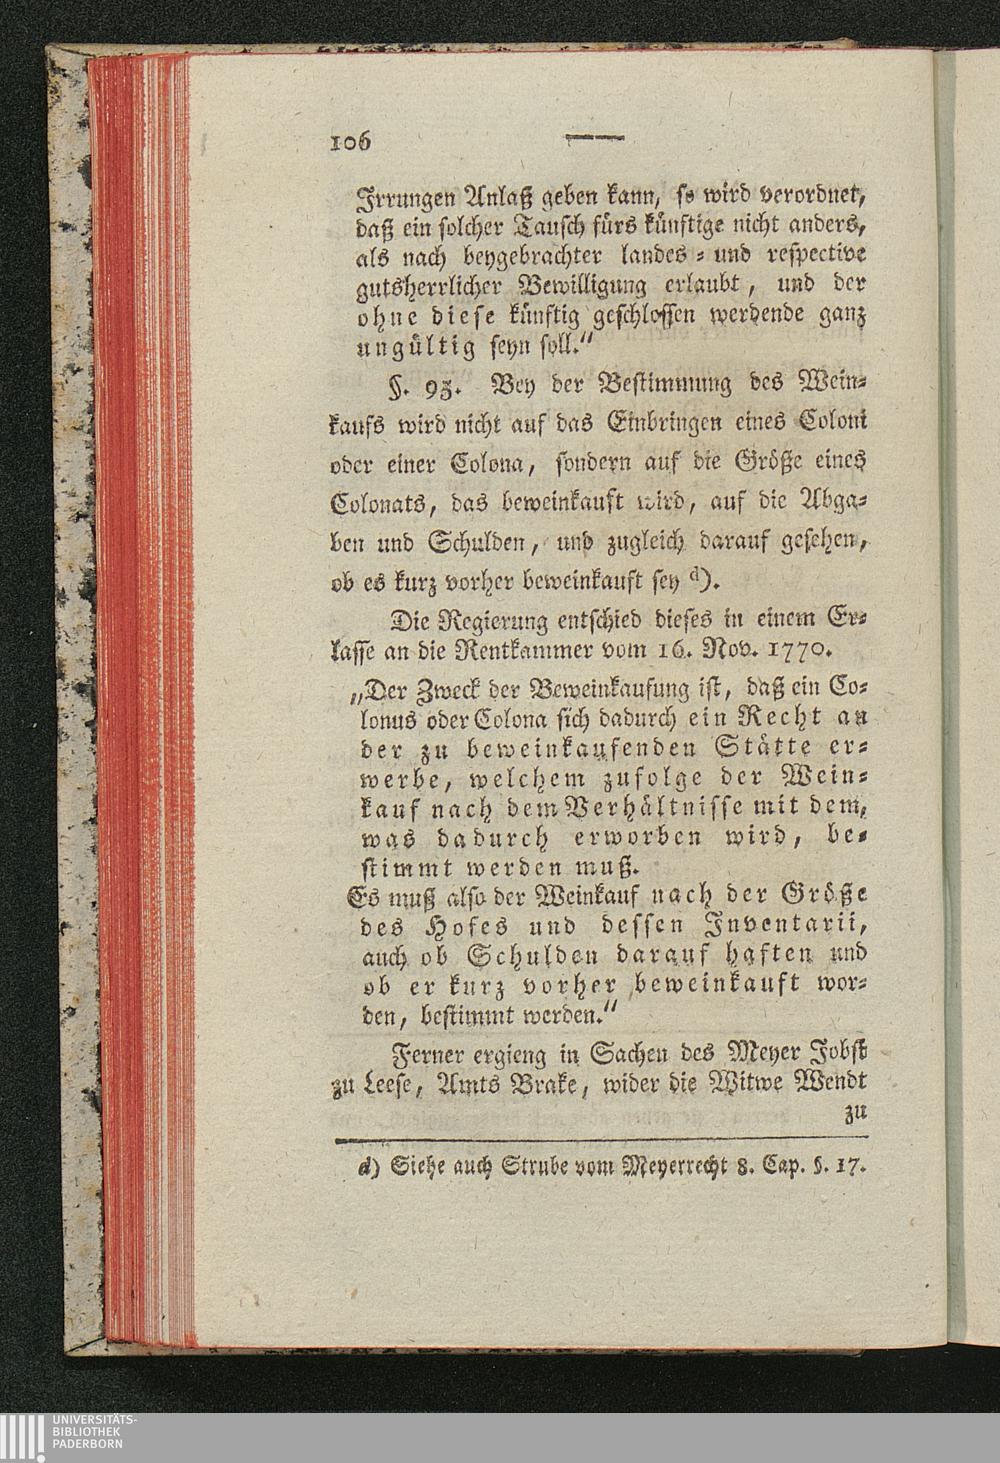 106
Irrungen Anlaß geben kann, so wird verordnet,
daß ein solcher Tausch fürs künftige nicht anders,
als nach beygebrachter landes- und respective
gutsherrlicher Bewilligung erlaubt, und der
ohne diese künftig geschlossen werdende ganz
ungültig seyn soll.“
§. 93. Bey der Bestimmung des Wein-
kaufs wird nicht auf das Einbringen eines Coloni
oder einer Colona, sondern auf die Größe eines
Colonats, das beweinkauft wird, auf die Abga-
ben und Schulden, und zugleich darauf gesehen,
ob es kurz vorher beweinkauft sey d).
Die Regierung entschied dieses in einem Er-
lasse an die Rentkammer vom 16. Nov. 1770.
„Der Zweck der Beweinkaufung ist, daß ein Co-
lonus oder Colona sich dadurch ein Recht an
der zu beweinkaufenden Stätte er-
werbe, welchem zufolge der Wein-
kauf nach dem Verhältnisse mit dem,
was dadurch erworben wird, be-
stimmt werden muß.
Es muß also der Weinkauf nach der Größe
des Hofes und dessen Inventarii,
auch ob Schulden darauf haften und
ob er kurz vorher beweinkauft wor-
den, bestimmt werden.“
Ferner ergieng in Sachen des Meyer Jobst
zu Leese, Amts Brake, wider die Witwe Wendt
zu
d) Siehe auch Strube vom Meyerrecht 8. Cap. §. 17.
UNIVERSITÄTS-
BIBLIOTHEK
PADERBORN